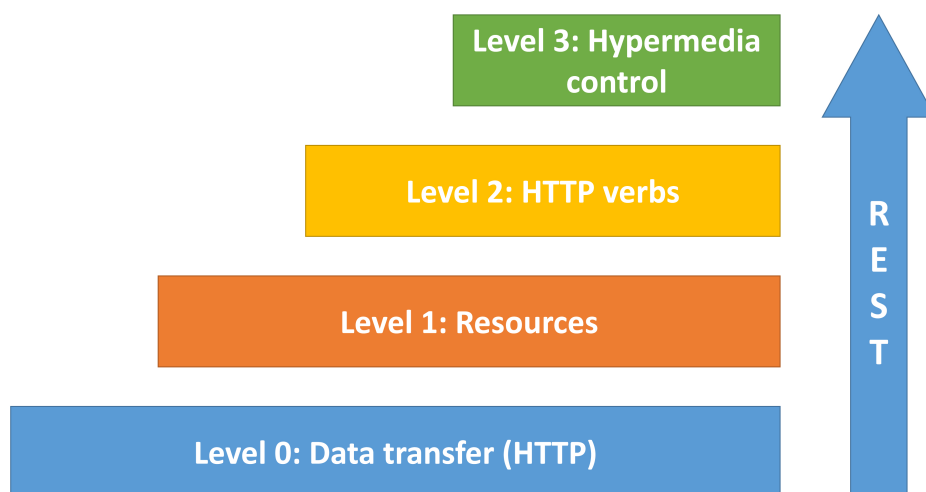 Level 3: Hypermedia
control
Level 2: HTTP verbs
Level 1: Resources
Level 0: Data transfer (HTTP)
R
E
S
T